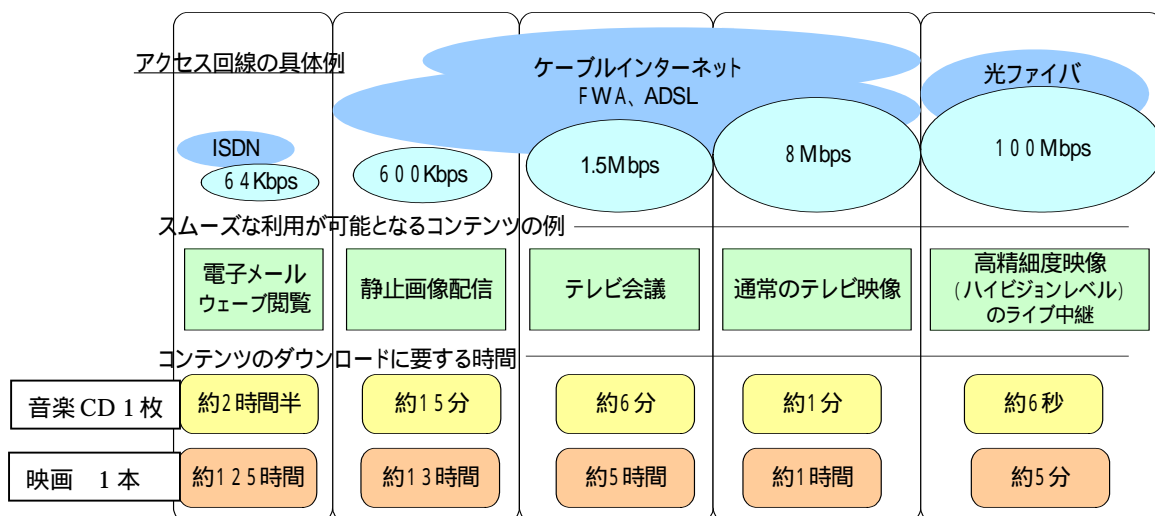 アクセス回線の具体例
ケーブルインターネット
FWA、ADSL
光ファイバ
ISDN
64Kbps
600Kbps
1.5Mbps
8Mbps
100Mbps
スムーズな利用が可能となるコンテンツの例
電子メール
ウェーブ閲覧
静止画像配信
テレビ会議
通常のテレビ映像
高精細度映像
(ハイビジョンレベル)
のライブ中継
コンテンツのダウンロードに要する時間
音楽CD1枚
約2時間半
約15分
約6分
約1分
約6秒
映画 1本
約125時間
約13時間
約5時間
約1時間
約5分